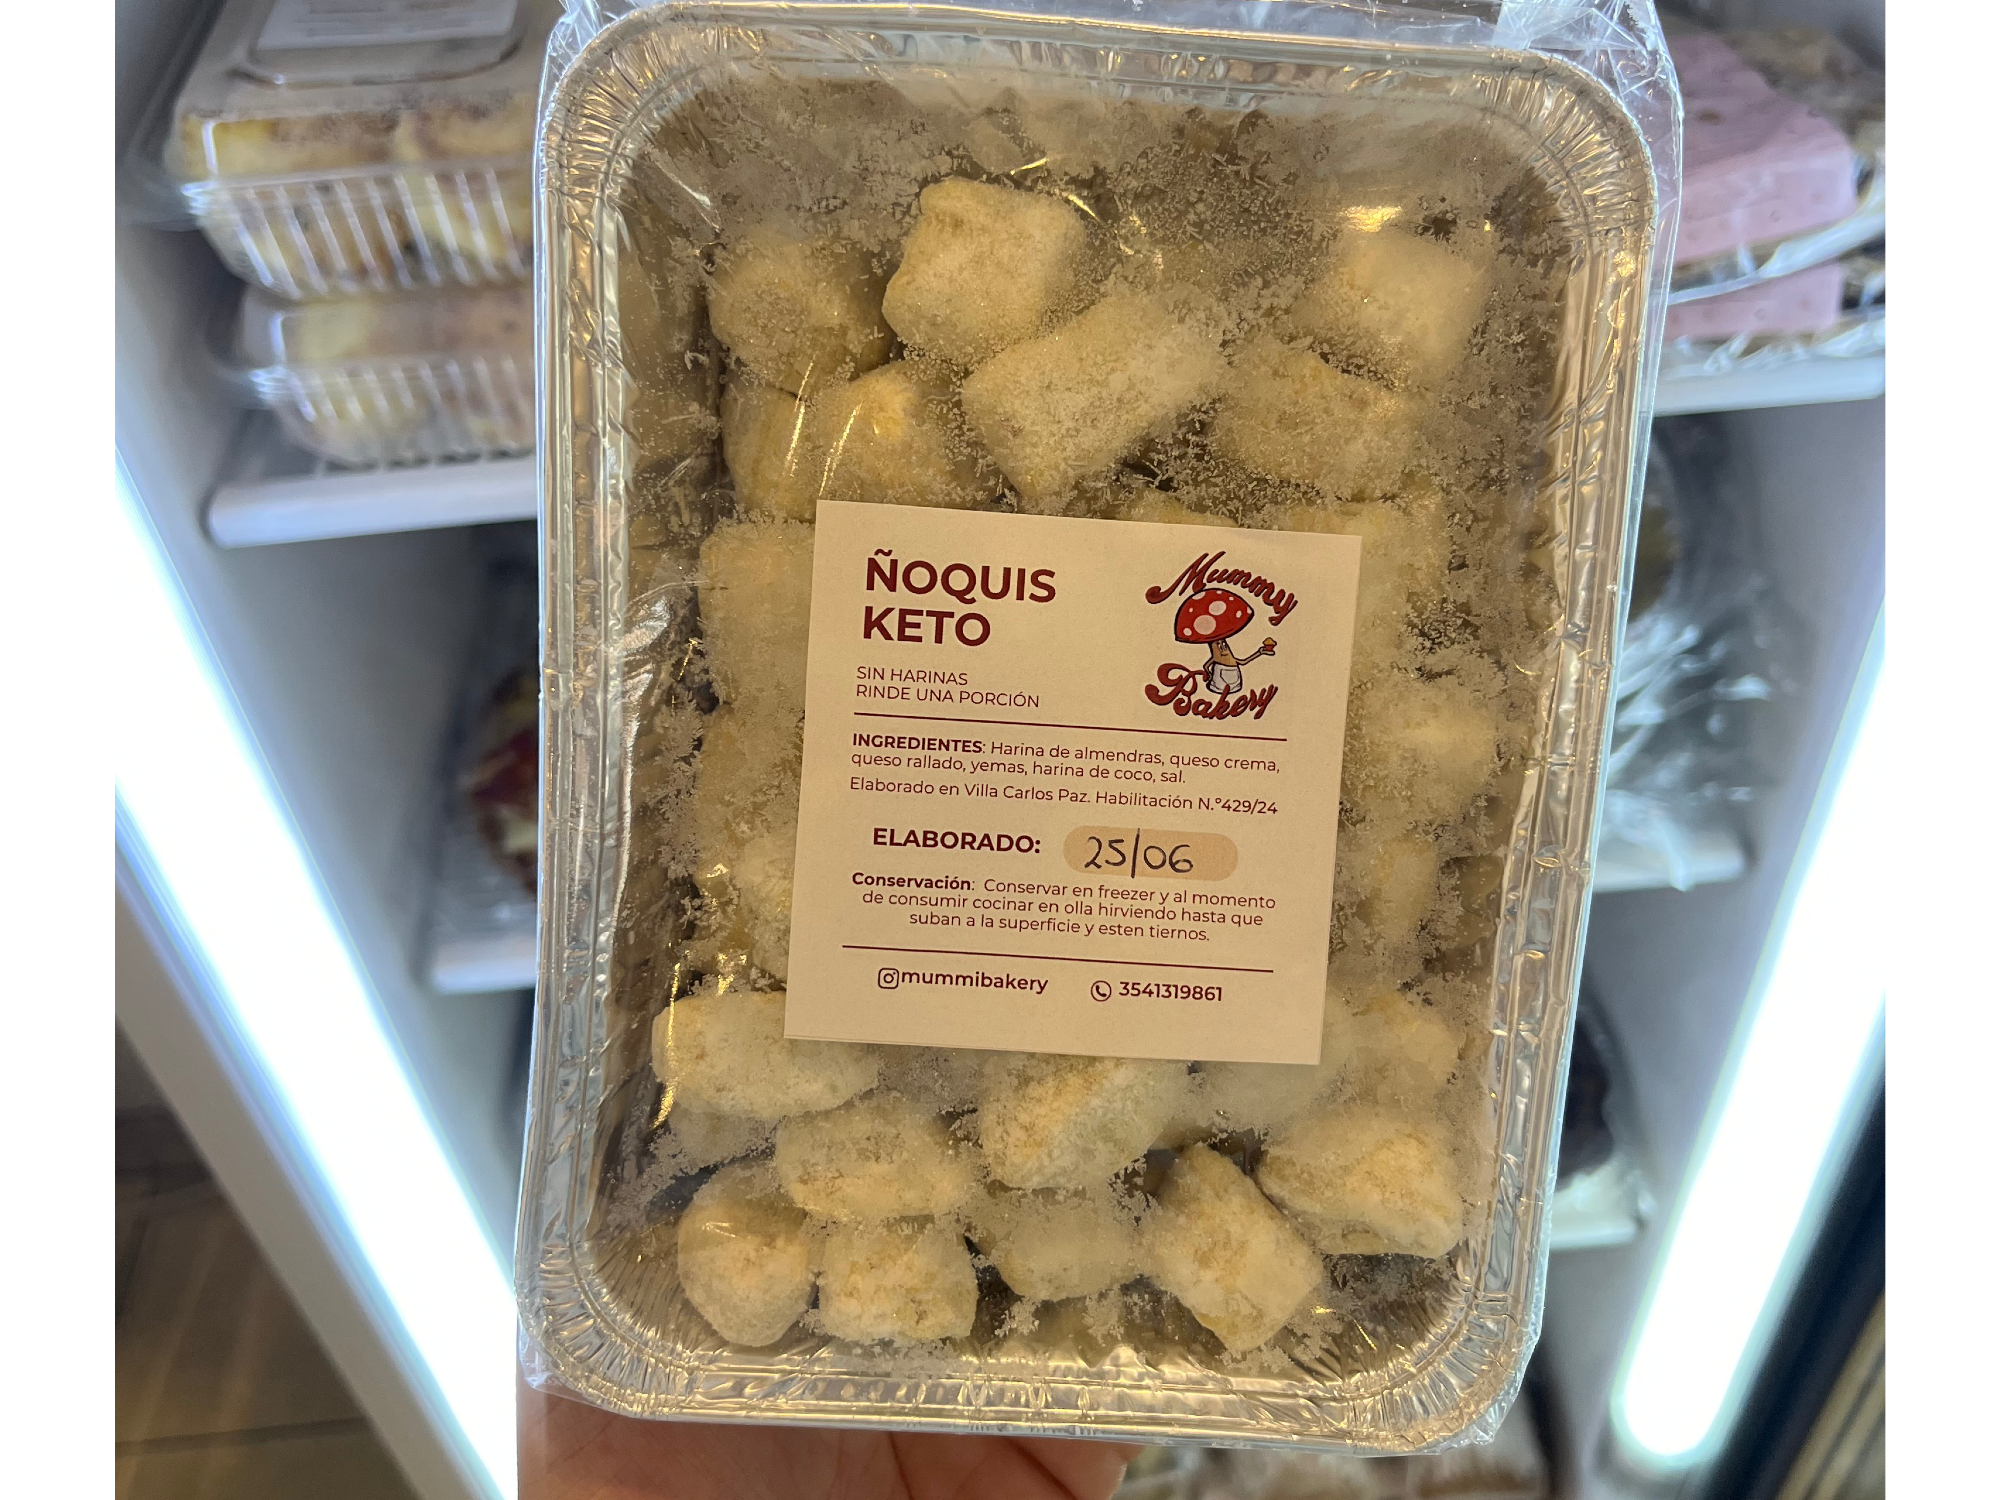 ÑOQUIS
KETO
Mummy
Bakery
SIN HARINAS
RINDE UNA PORCIÓN
INGREDIENTES: Harina de almendras, queso crema,
queso rallado, yemas, harina de coco, sal.
Elaborado en Villa Carlos Paz. Habilitación N.°429/24
ELABORADO: 25/06
Conservación: Conservar en freezer y al momento
de consumir cocinar en olla hirviendo hasta que
suban a la superficie y esten tiernos.
mummibakery 3541319861